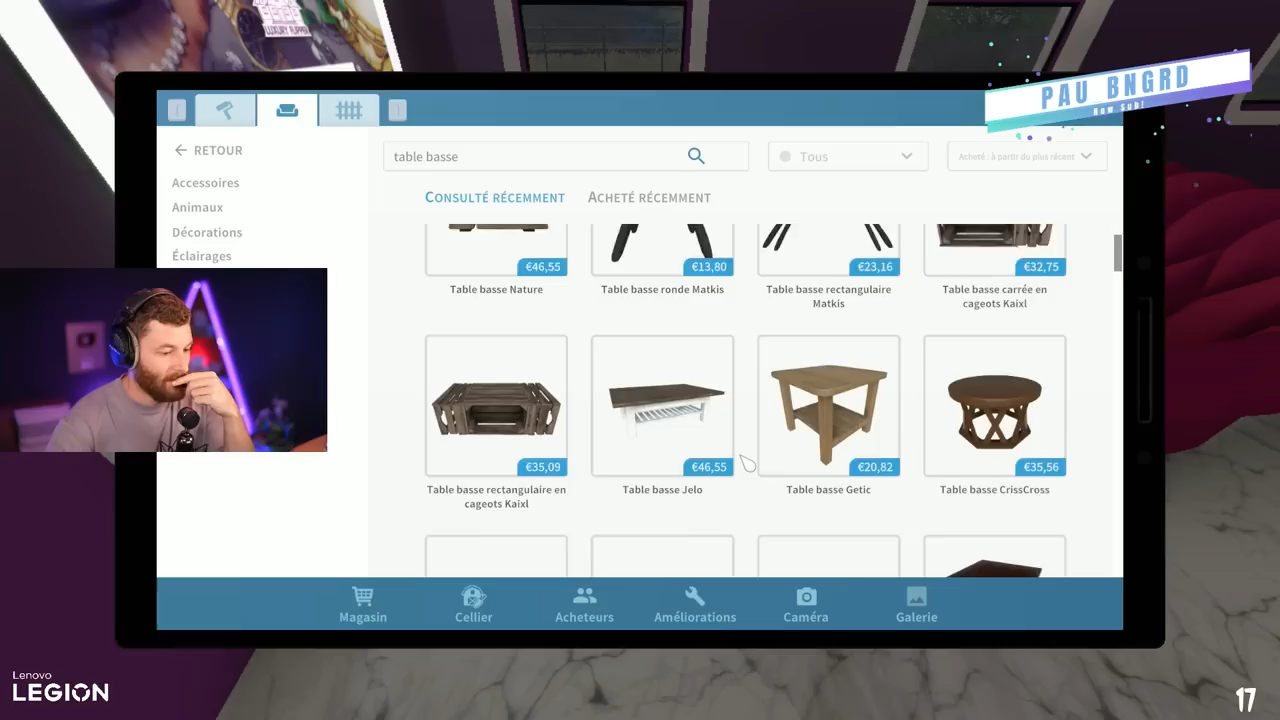 LUXURY FLIPPER
PAU BNGRD
New Sub!
RETOUR
table basse
Tous
Acheté : à partir du plus récent
Accessoires
Animaux
Décorations
Éclairages
CONSULTÉ RÉCEMMENT
ACHETÉ RÉCEMMENT
€46,55
€13,80
€23,16
€32,75
Table basse Nature
Table basse ronde Matkis
Table basse rectangulaire
Matkis
Table basse carrée en
cageots Kaixl
€35,09
€46,55
€20,82
€35,56
Table basse rectangulaire en
cageots Kaixl
Table basse Jelo
Table basse Getic
Table basse CrissCross
Magasin
Cellier
Acheteurs
Améliorations
Caméra
Galerie
Lenovo
LEGION
17